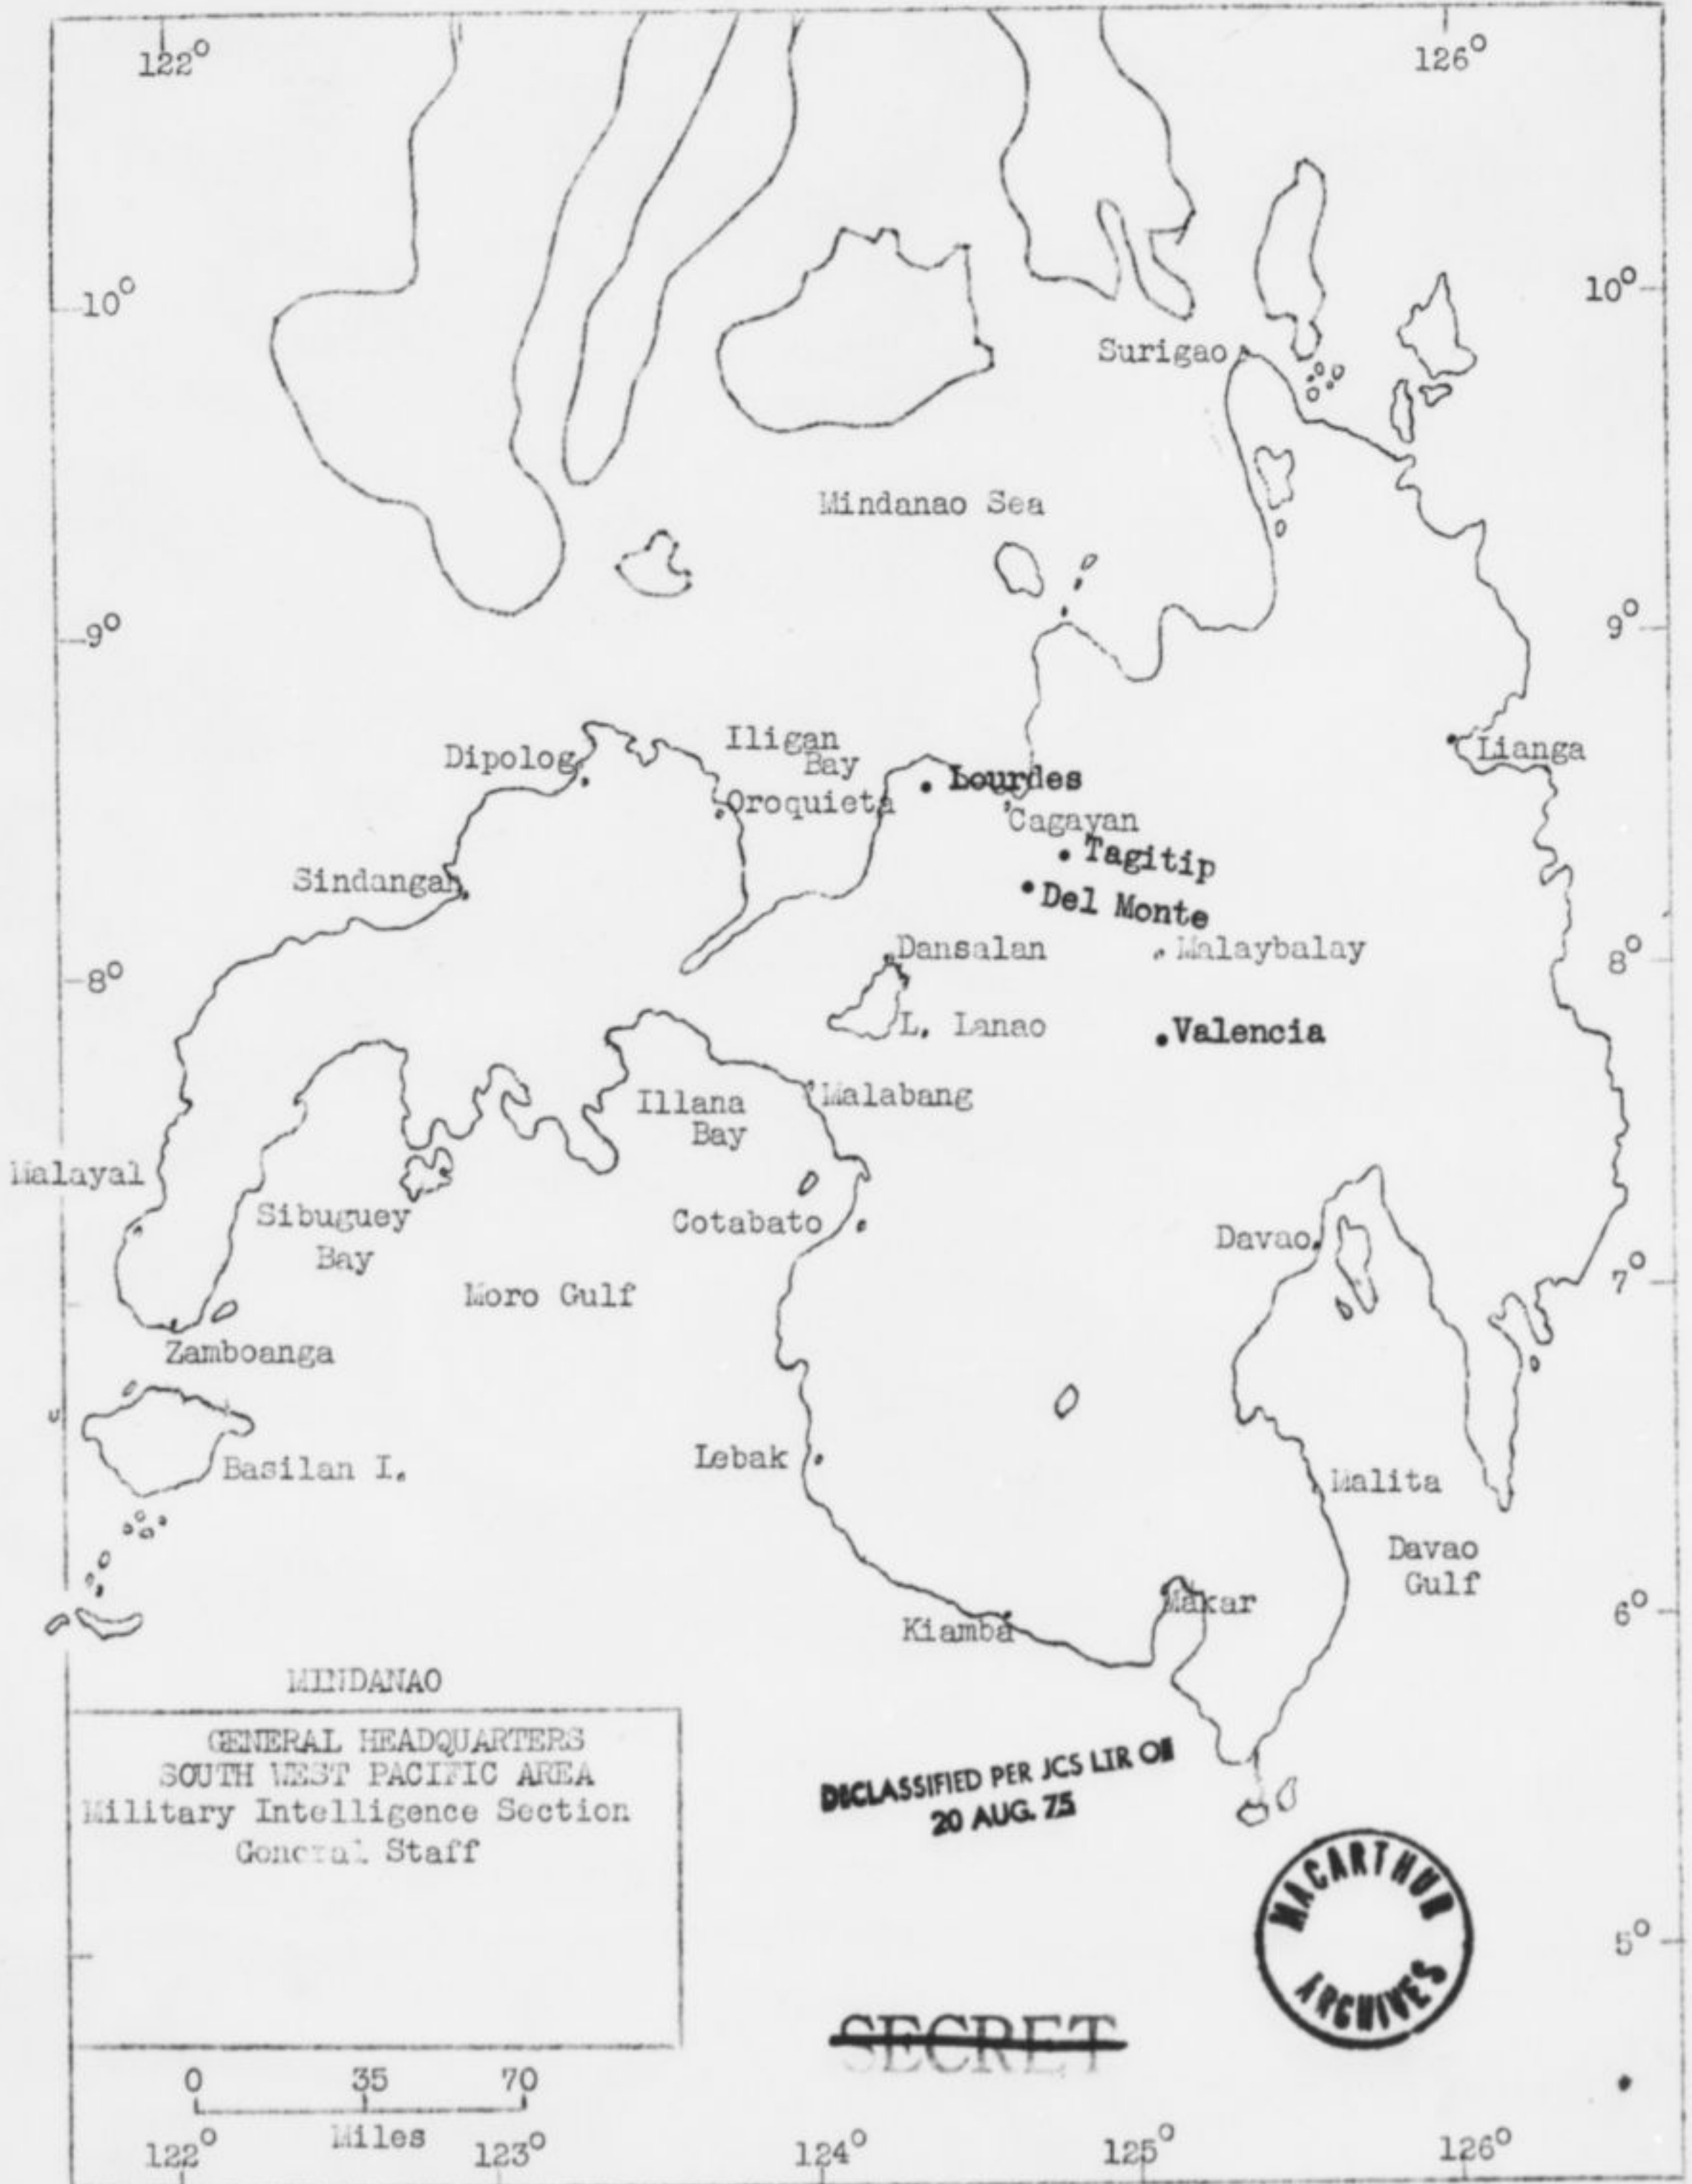 122°
126°
10°
10°
Surigao
Mindanao Sea
9°
9°
Iligan
Bay
Dipolog
Lianga
Lourdes
Oroquieta
Cagayan
Tagitip
Sindangan
Del Monte
Dansalan
Malaybalay
8°
8°
L. Lanao
Valencia
Malabang
Illana
Bay
Malayal
Sibuguey
Bay
Cotabato
Davao
7°
Moro Gulf
Zamboanga
Basilan I.
Lebak
Malita
Davao
Gulf
Makar
Kiamba
6°
MINDANAO
GENERAL HEADQUARTERS
SOUTH WEST PACIFIC AREA
Military Intelligence Section
General Staff
DECLASSIFIED PER JCS LTR OF
20 AUG. 75
MACARTHUR
ARCHIVES
5°
SECRET
0 35 70
Miles
122° 123° 124° 125° 126°